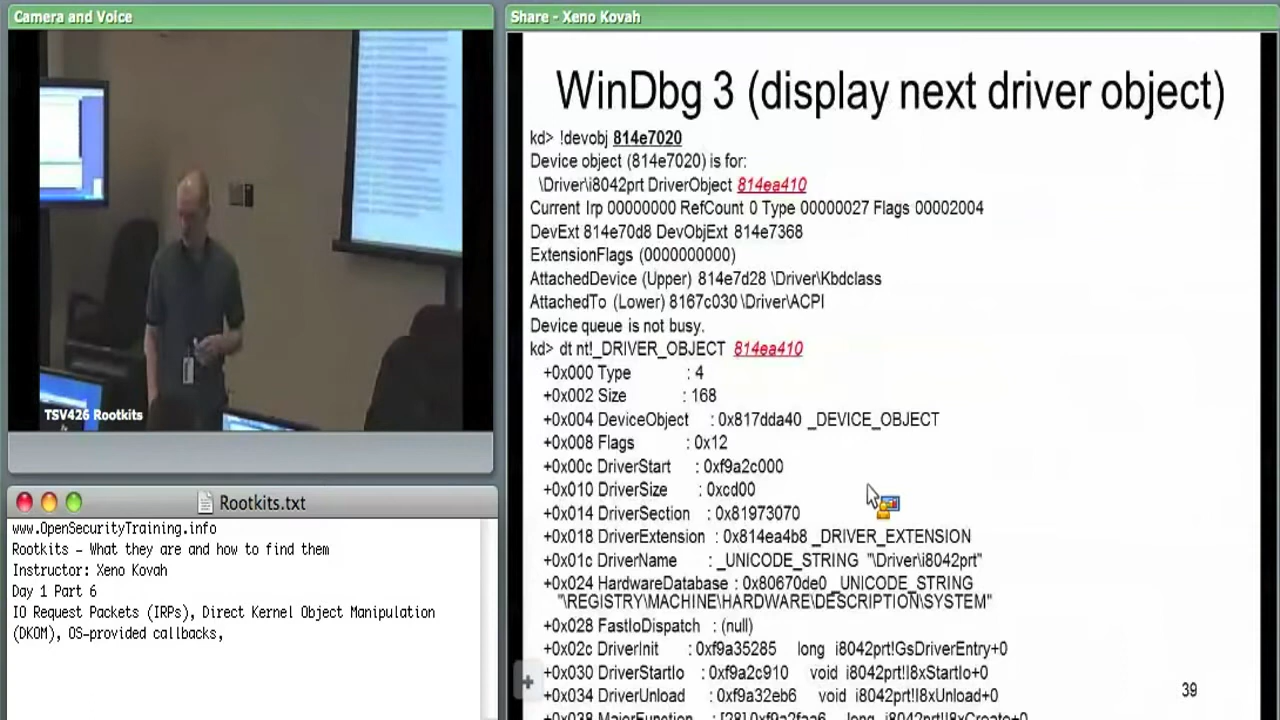 Camera and Voice
TSV426 Rootkits
Rootkits.txt
www.OpenSecurityTraining.info
Rootkits - What they are and how to find them
Instructor: Xeno Kovah
Day 1 Part 6
IO Request Packets (IRPs), Direct Kernel Object Manipulation
(DKOM), OS-provided callbacks,
Share - Xeno Kovah
WinDbg 3 (display next driver object)
kd> !devobj 814e7020
Device object (814e7020) is for:
\Driver\i8042prt DriverObject 814ea410
Current Irp 00000000 RefCount 0 Type 00000027 Flags 00002004
DevExt 814e70d8 DevObjExt 814e7368
ExtensionFlags (0000000000)
AttachedDevice (Upper) 814e7d28 \Driver\Kbdclass
AttachedTo (Lower) 8167c030 \Driver\ACPI
Device queue is not busy.
kd> dt nt!_DRIVER_OBJECT 814ea410
+0x000 Type : 4
+0x002 Size : 168
+0x004 DeviceObject : 0x817dda40 _DEVICE_OBJECT
+0x008 Flags : 0x12
+0x00c DriverStart : 0xf9a2c000
+0x010 DriverSize : 0xcd00
+0x014 DriverSection : 0x81973070
+0x018 DriverExtension : 0x814ea4b8 _DRIVER_EXTENSION
+0x01c DriverName : _UNICODE_STRING "\Driver\i8042prt"
+0x024 HardwareDatabase : 0x80670de0 _UNICODE_STRING
"\REGISTRY\MACHINE\HARDWARE\DESCRIPTION\SYSTEM"
+0x028 FastIoDispatch : (null)
+0x02c DriverInit : 0xf9a35285 long i8042prt!GsDriverEntry+0
+0x030 DriverStartIo : 0xf9a2c910 void i8042prt!I8xStartIo+0
+0x034 DriverUnload : 0xf9a32eb6 void i8042prt!I8xUnload+0
+0x038 MajorFunction : [28] 0xf9a2faa6 long i8042prt!I8xCreate+0
39